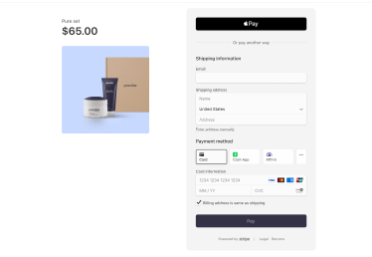 Pure set
$65.00
Pay
Or pay another way
Shipping information
Email
Shipping address
Name
United States
Address
Enter address manually
Payment method
Card
Cash App
Affirm
Card information
1234 1234 1234 1234
VISA
MM / YY
CVC
Billing address is same as shipping
Pay
Powered by stripe
Legal Returns